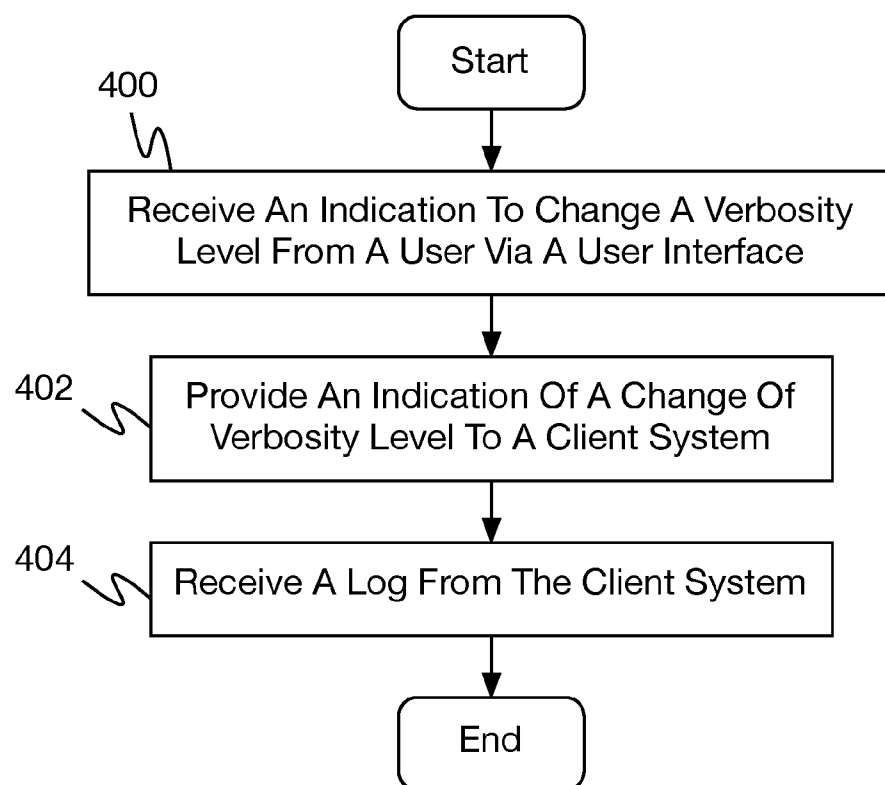 Start
400
Receive An Indication To Change A Verbosity
Level From A User Via A User Interface
402
Provide An Indication Of A Change Of
Verbosity Level To A Client System
404
Receive A Log From The Client System
End